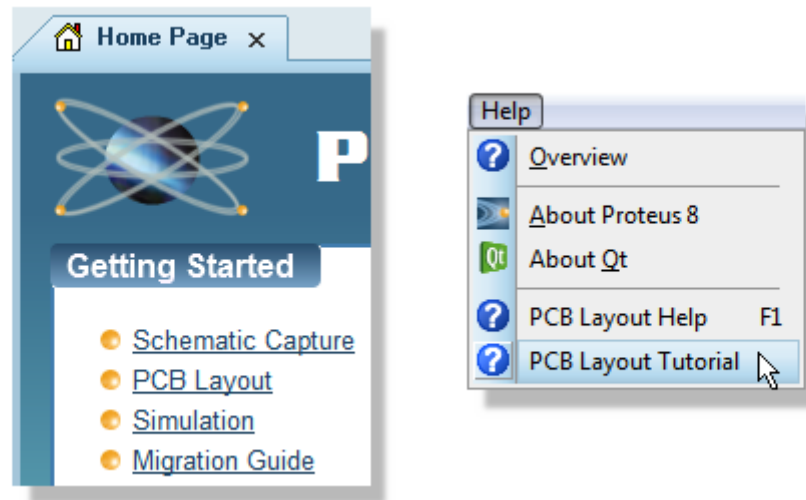 Home Page x
P
Getting Started
Schematic Capture
PCB Layout
Simulation
Migration Guide
Help
Overview
About Proteus 8
Qt About Qt
PCB Layout Help F1
PCB Layout Tutorial